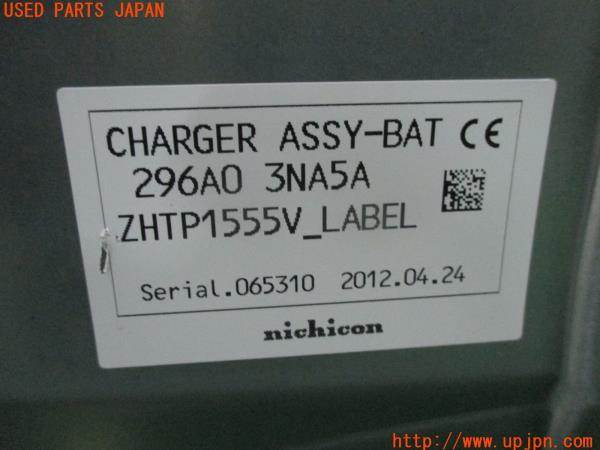 USED PARTS JAPAN
CHARGER ASSY-BAT CE
296A0 3NA5A
ZHTP1555V_LABEL
Serial.065310 2012.04.24
nichicon
http://www.upjpn.com/